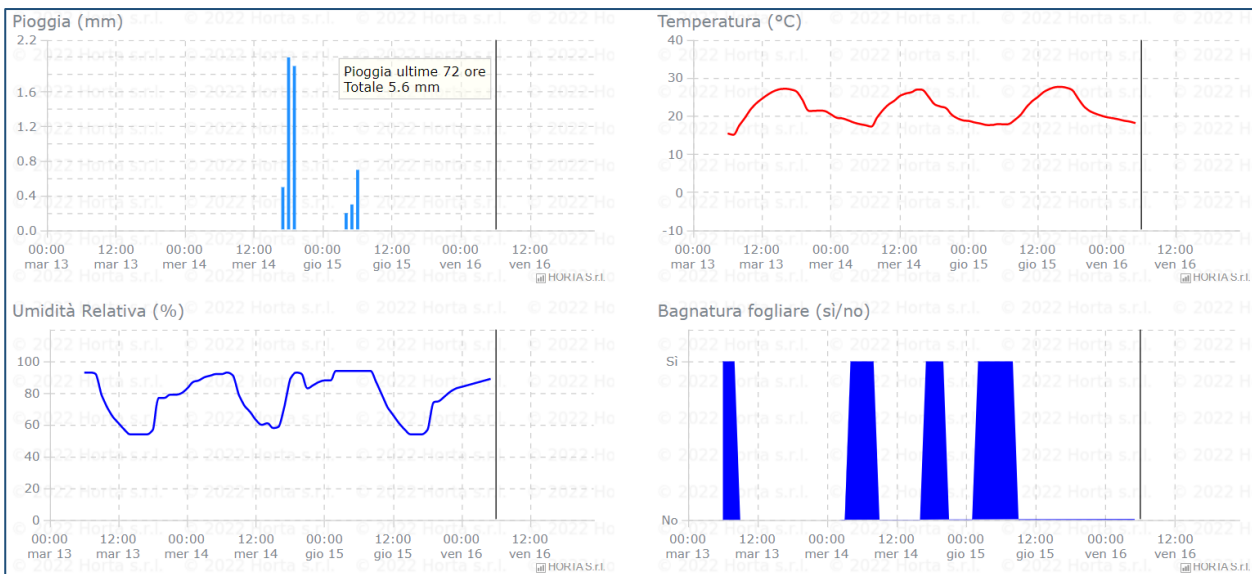 Pioggia (mm)
2.2
1.6
1.2
0.8
0.4
0.0
Pioggia ultime 72 ore
Totale 5.6 mm
00:00 12:00 00:00 12:00 00:00 12:00 00:00 12:00
mar 13 mar 13 mer 14 mer 14 gio 15 gio 15 ven 16 ven 16
HORTA S.r.l.
Temperatura (°C)
40
30
20
10
0
-10
00:00 12:00 00:00 12:00 00:00 12:00 00:00 12:00
mar 13 mar 13 mer 14 mer 14 gio 15 gio 15 ven 16 ven 16
HORTA S.r.l.
Umidità Relativa (%)
100
80
60
40
20
0
00:00 12:00 00:00 12:00 00:00 12:00 00:00 12:00
mar 13 mar 13 mer 14 mer 14 gio 15 gio 15 ven 16 ven 16
HORTA S.r.l.
Bagnatura fogliare (sì/no)
Sì
No
00:00 12:00 00:00 12:00 00:00 12:00 00:00 12:00
mar 13 mar 13 mer 14 mer 14 gio 15 gio 15 ven 16 ven 16
HORTA S.r.l.
© 2022 Horta s.r.l.